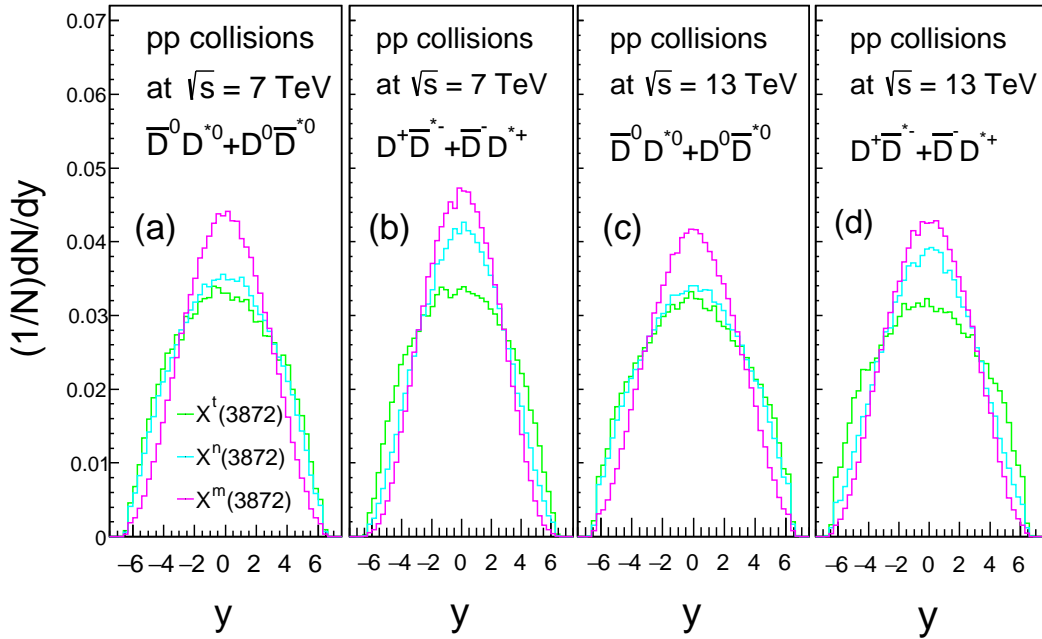 (1/N)dN/dy
0.07
0.06
0.05
0.04
0.03
0.02
0.01
0
pp collisions
at √s = 7 TeV
D̅⁰D*⁰+D⁰D̅*⁰
(a)
Xᵗ(3872)
Xⁿ(3872)
Xᵐ(3872)
−6 −4 −2 0 2 4 6
y
pp collisions
at √s = 7 TeV
D⁺D̅*⁻+D̅⁻D*⁺
(b)
−6 −4 −2 0 2 4 6
y
pp collisions
at √s = 13 TeV
D̅⁰D*⁰+D⁰D̅*⁰
(c)
−6 −4 −2 0 2 4 6
y
pp collisions
at √s = 13 TeV
D⁺D̅*⁻+D̅⁻D*⁺
(d)
−6 −4 −2 0 2 4 6
y